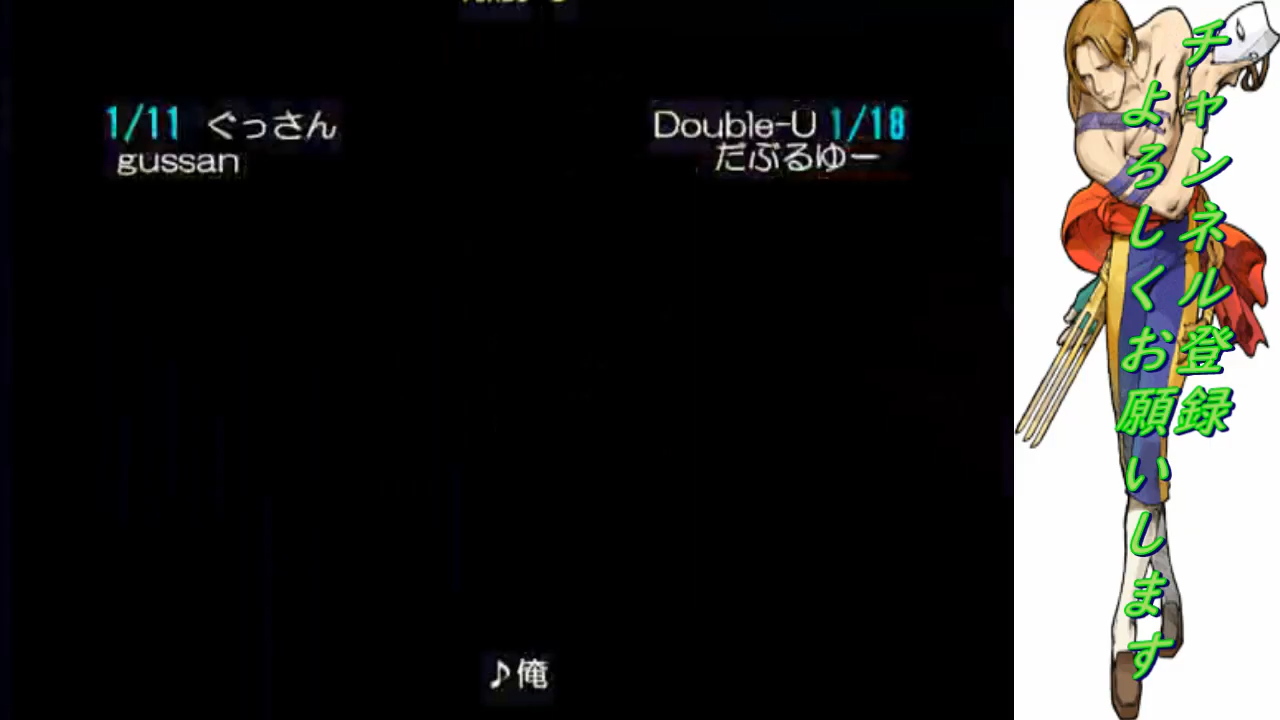 1/11 ぐっさん
gussan
Double-U 1/18
だぶるゆー
♪俺
チャンネル登録
よろしくお願いします